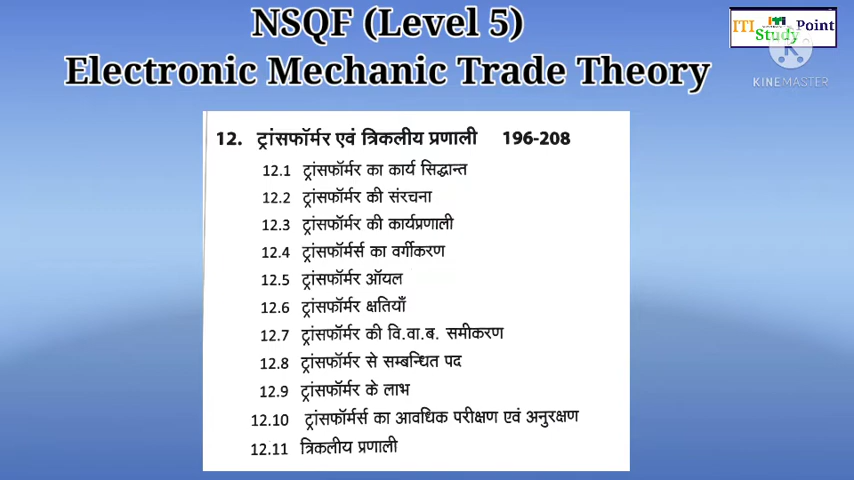 NSQF (Level 5)
Electronic Mechanic Trade Theory
ITI Study Point
KINEMASTER
12. ट्रांसफॉर्मर एवं त्रिकलीय प्रणाली 196-208
12.1 ट्रांसफॉर्मर का कार्य सिद्धान्त
12.2 ट्रांसफॉर्मर की संरचना
12.3 ट्रांसफॉर्मर की कार्यप्रणाली
12.4 ट्रांसफॉर्मर्स का वर्गीकरण
12.5 ट्रांसफॉर्मर ऑयल
12.6 ट्रांसफॉर्मर क्षतियाँ
12.7 ट्रांसफॉर्मर की वि.वा.ब. समीकरण
12.8 ट्रांसफॉर्मर से सम्बन्धित पद
12.9 ट्रांसफॉर्मर के लाभ
12.10 ट्रांसफॉर्मर्स का आवधिक परीक्षण एवं अनुरक्षण
12.11 त्रिकलीय प्रणाली